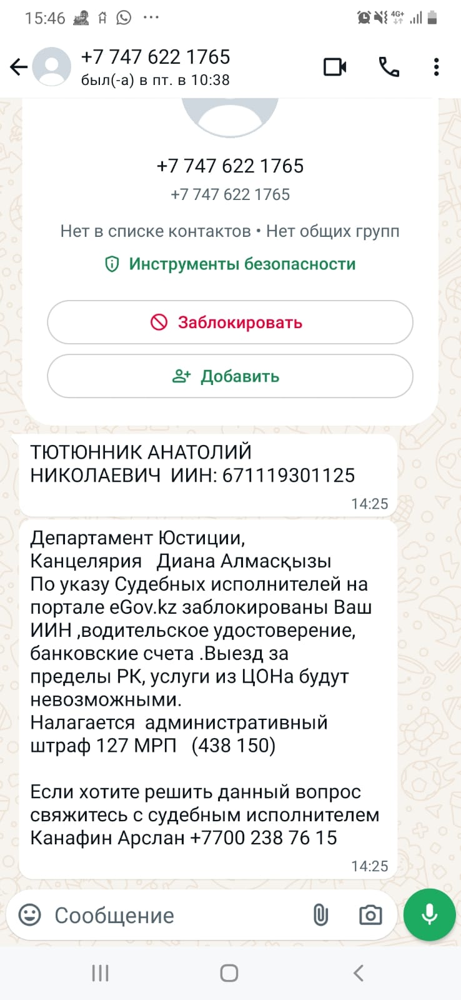 15:46
4G+
+7 747 622 1765
был(-а) в пт. в 10:38
+7 747 622 1765
+7 747 622 1765
Нет в списке контактов • Нет общих групп
Инструменты безопасности
Заблокировать
Добавить
ТЮТЮННИК АНАТОЛИЙ
НИКОЛАЕВИЧ  ИИН: 671119301125
14:25
Департамент Юстиции,
Канцелярия   Диана Алмасқызы
По указу Судебных исполнителей на
портале eGov.kz заблокированы Ваш
ИИН ,водительское удостоверение,
банковские счета .Выезд за
пределы РК, услуги из ЦОНа будут
невозможными.
Налагается  административный
штраф 127 МРП   (438 150)
Если хотите решить данный вопрос
свяжитесь с судебным исполнителем
Канафин Арслан +7700 238 76 15
14:25
Сообщение